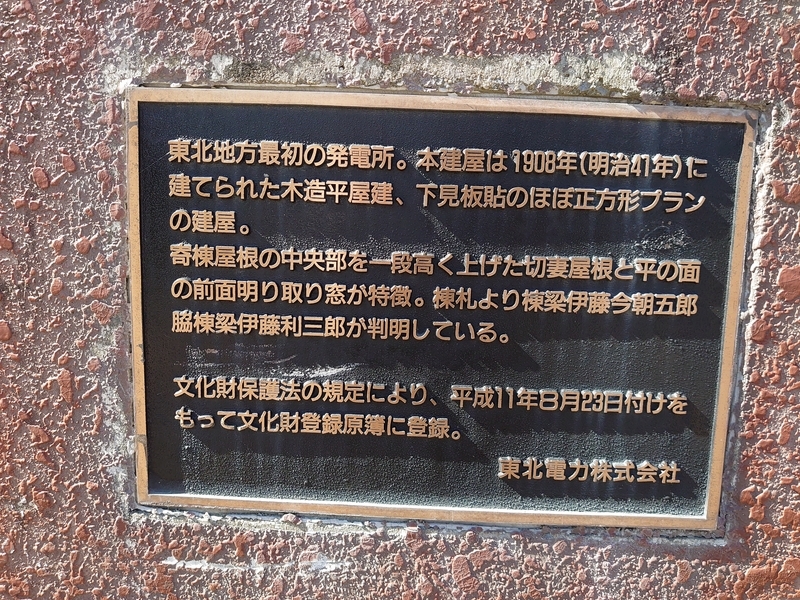 東北地方最初の発電所。本建屋は1908年(明治41年)に
建てられた木造平屋建、下見板貼のほぼ正方形プラン
の建屋。
寄棟屋根の中央部を一段高く上げた切妻屋根と平の面
の前面明り取り窓が特徴。棟札より棟梁伊藤今朝五郎
脇棟梁伊藤利三郎が判明している。
文化財保護法の規定により、平成11年8月23日付けを
もって文化財登録原簿に登録。
東北電力株式会社